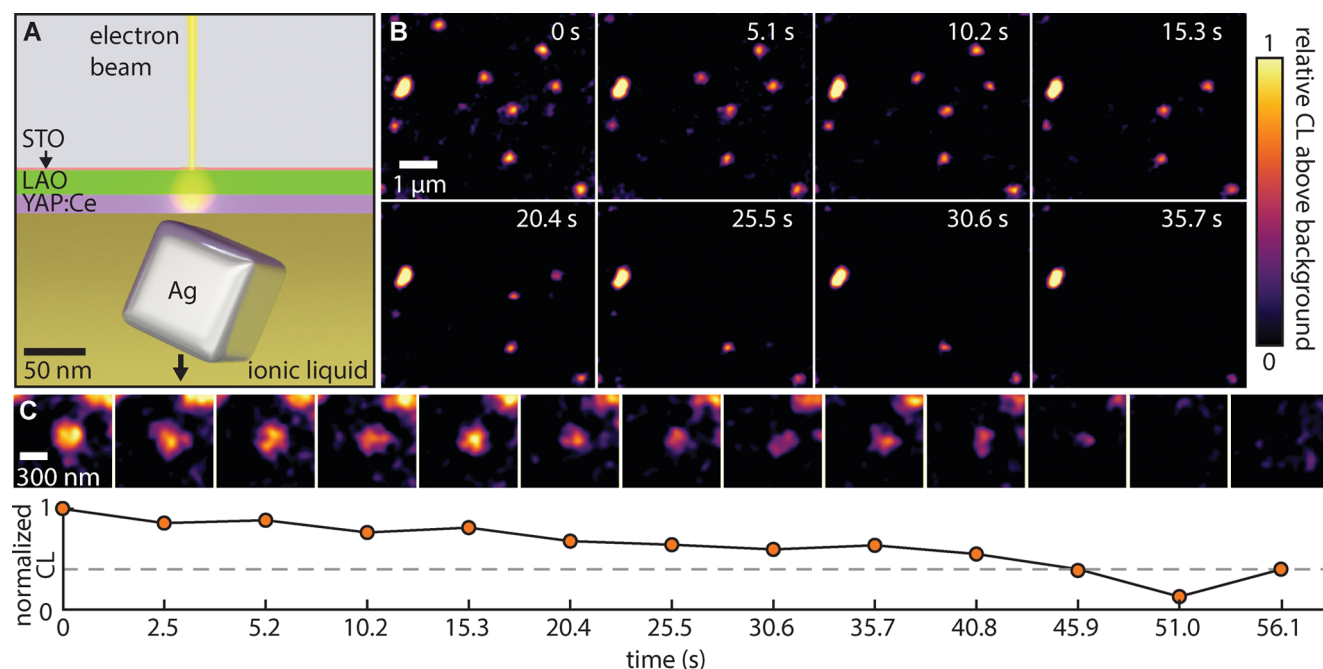 A
electron
beam
STO
LAO
YAP:Ce
Ag
50 nm
ionic liquid
B
0 s
5.1 s
10.2 s
15.3 s
1 μm
20.4 s
25.5 s
30.6 s
35.7 s
1
relative CL above background
0
C
300 nm
normalized
CL
1
0
0 2.5 5.2 10.2 15.3 20.4 25.5 30.6 35.7 40.8 45.9 51.0 56.1
time (s)